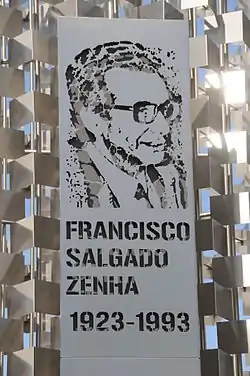 FRANCISCO
SALGADO
ZENHA
1923-1993